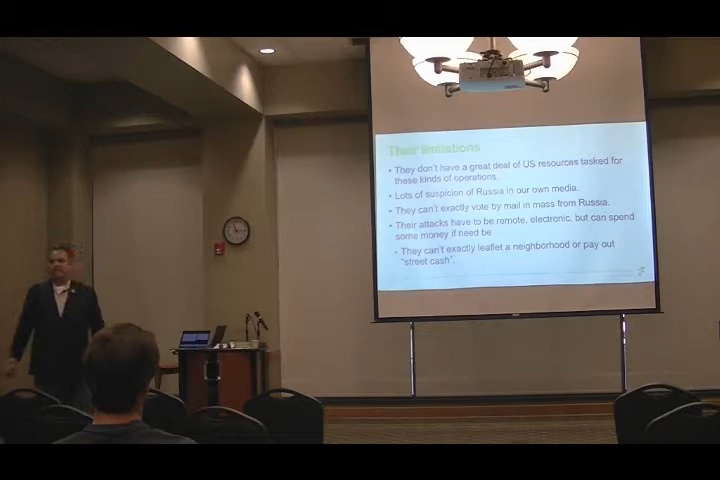 Their limitations
• They don't have a great deal of US resources tasked for
these kinds of operations.
• Lots of suspicion of Russia in our own media.
• They can't exactly vote by mail in mass from Russia.
• Their attacks have to be remote, electronic, but can spend
some money if need be
• They can't exactly leaflet a neighborhood or pay out
"street cash".